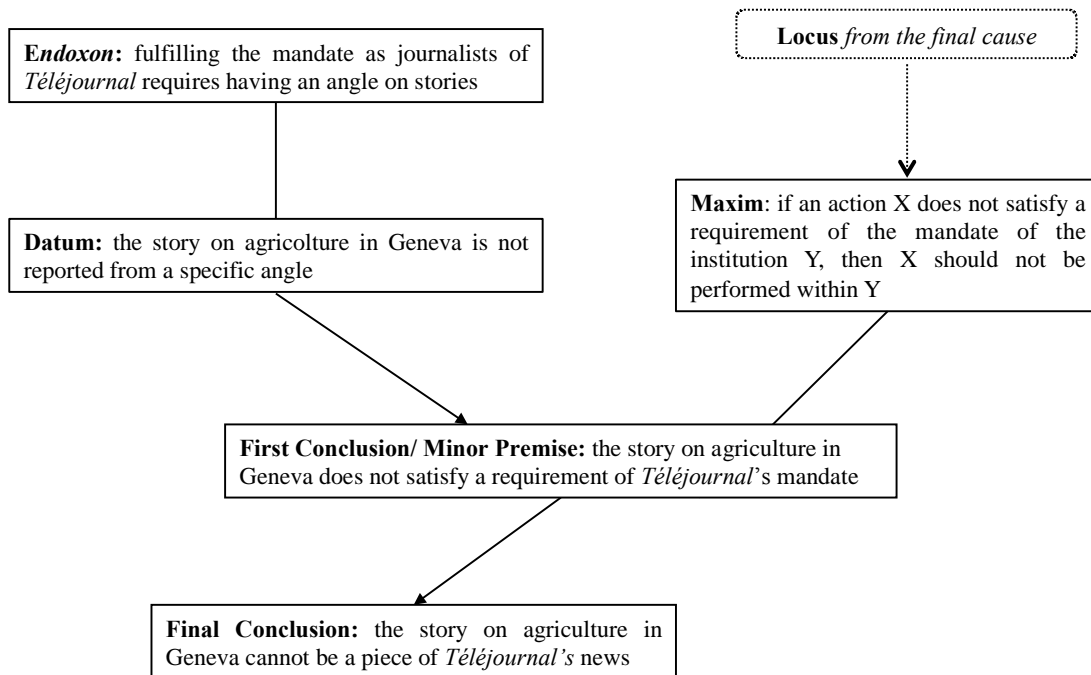 Endoxon: fulfilling the mandate as journalists of
Téléjournal requires having an angle on stories
Locus from the final cause
Datum: the story on agricolture in Geneva is not
reported from a specific angle
Maxim: if an action X does not satisfy a
requirement of the mandate of the
institution Y, then X should not be
performed within Y
First Conclusion/ Minor Premise: the story on agriculture in
Geneva does not satisfy a requirement of Téléjournal's mandate
Final Conclusion: the story on agriculture in
Geneva cannot be a piece of Téléjournal's news